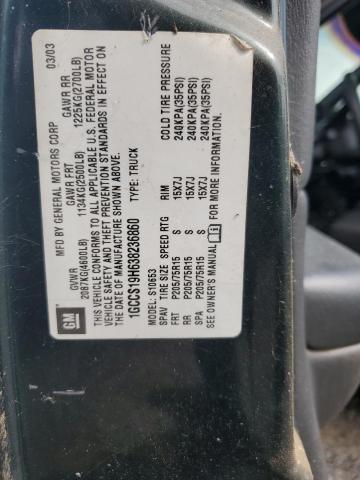 GM
MFD BY GENERAL MOTORS CORP 03/03
GVWR GAWR FRT GAWR RR
2087KG(4600LB) 1134KG(2500LB) 1225KG(2700LB)
THIS VEHICLE CONFORMS TO ALL APPLICABLE U.S. FEDERAL MOTOR
VEHICLE SAFETY AND THEFT PREVENTION STANDARDS IN EFFECT ON
THE DATE OF MANUFACTURE SHOWN ABOVE.
1GCCS19H638236860 TYPE: TRUCK
MODEL: S10653
SPAV TIRE SIZE SPEED RTG RIM COLD TIRE PRESSURE
FRT P205/75R15 S 15X7J 240KPA(35PSI)
RR P205/75R15 S 15X7J 240KPA(35PSI)
SPA P205/75R15 S 15X7J 240KPA(35PSI)
SEE OWNER'S MANUAL FOR MORE INFORMATION.